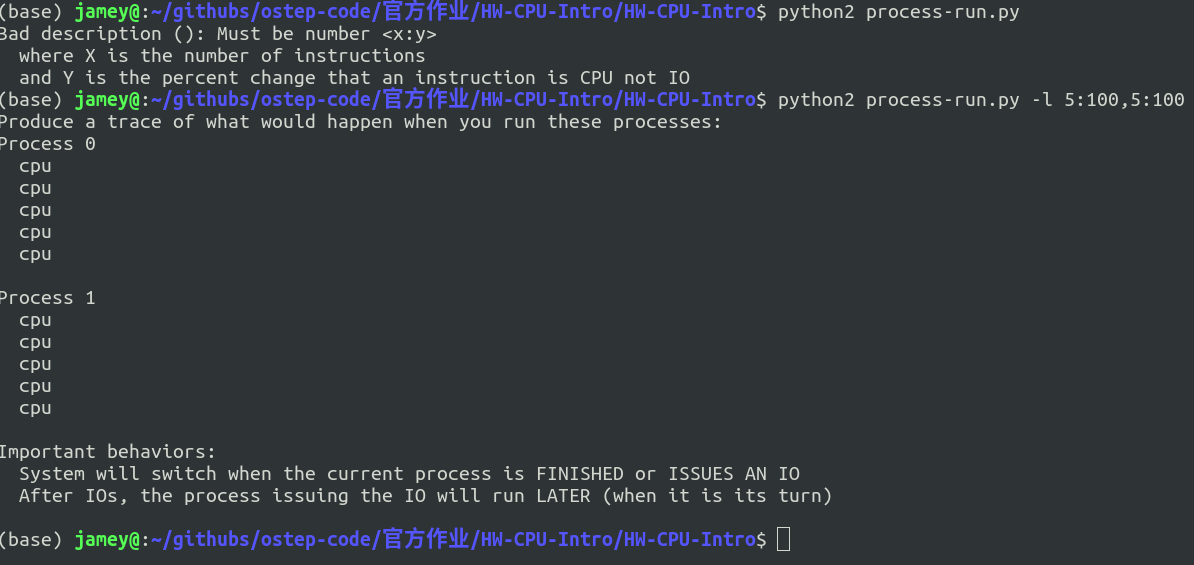 (base) jamey@:~/githubs/ostep-code/官方作业/HW-CPU-Intro/HW-CPU-Intro$ python2 process-run.py
Bad description (): Must be number <x:y>
  where X is the number of instructions
  and Y is the percent change that an instruction is CPU not IO
(base) jamey@:~/githubs/ostep-code/官方作业/HW-CPU-Intro/HW-CPU-Intro$ python2 process-run.py -l 5:100,5:100
Produce a trace of what would happen when you run these processes:
Process 0
  cpu
  cpu
  cpu
  cpu
  cpu

Process 1
  cpu
  cpu
  cpu
  cpu
  cpu

Important behaviors:
  System will switch when the current process is FINISHED or ISSUES AN IO
  After IOs, the process issuing the IO will run LATER (when it is its turn)

(base) jamey@:~/githubs/ostep-code/官方作业/HW-CPU-Intro/HW-CPU-Intro$